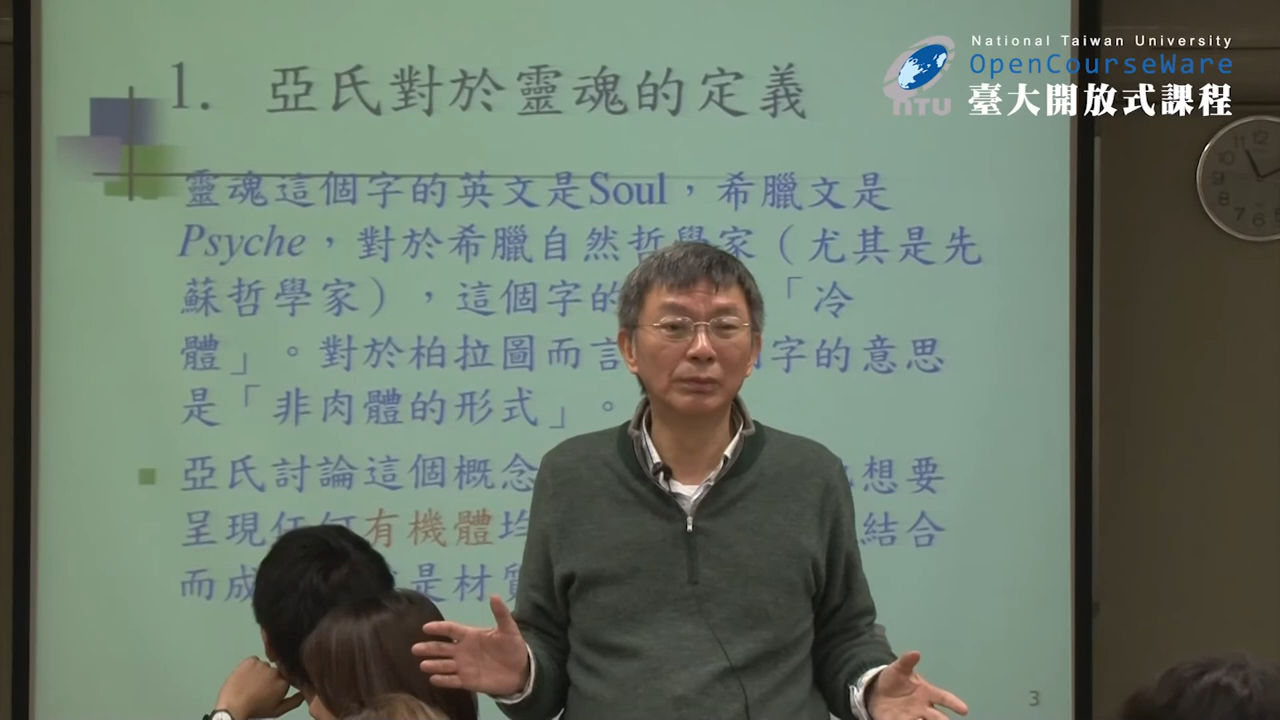 National Taiwan University
OpenCourseWare
NTU 臺大開放式課程
1. 亞氏對於靈魂的定義
靈魂這個字的英文是Soul，希臘文是
Psyche，對於希臘自然哲學家（尤其是先
蘇哲學家），這個字的 「冷
體」。對於柏拉圖而言 字的意思
是「非肉體的形式」。
亞氏討論這個概念 想要
呈現任何有機體均 結合
而成 是材質
3